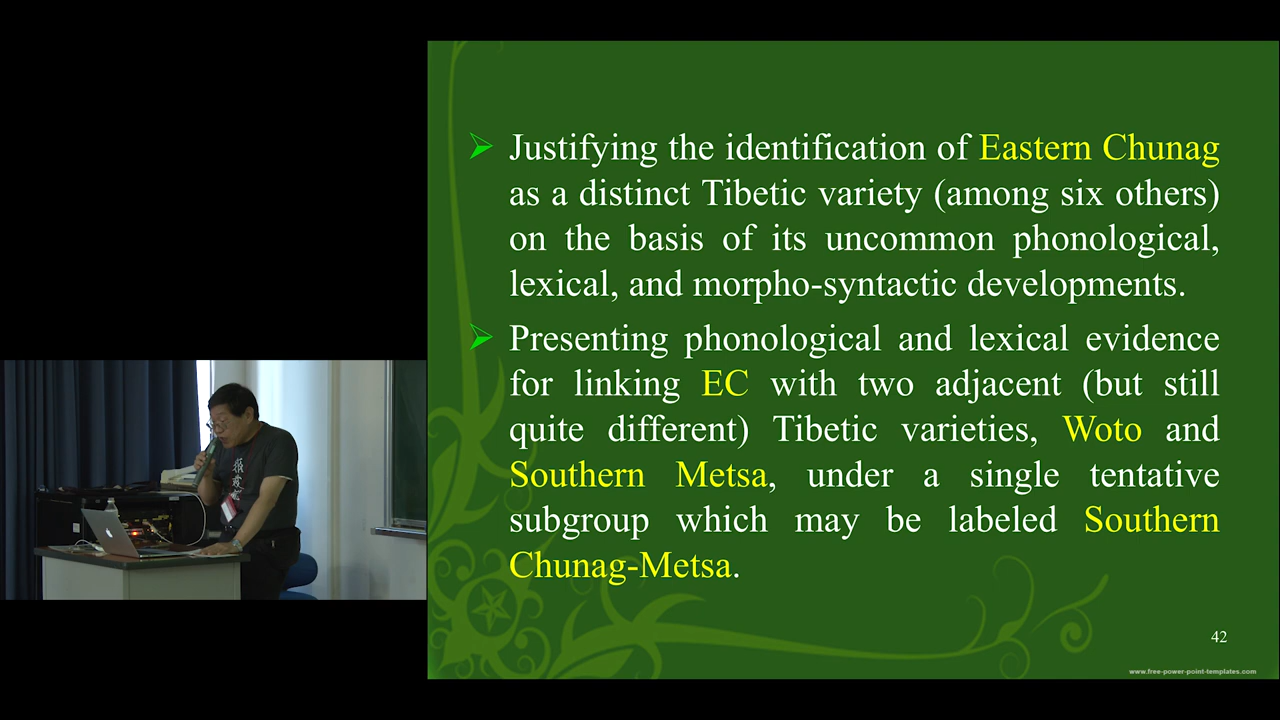 Justifying the identification of Eastern Chunag
as a distinct Tibetic variety (among six others)
on the basis of its uncommon phonological,
lexical, and morpho-syntactic developments.
Presenting phonological and lexical evidence
for linking EC with two adjacent (but still
quite different) Tibetic varieties, Woto and
Southern Metsa, under a single tentative
subgroup which may be labeled Southern
Chunag-Metsa.
42
www.free-power-point-templates.com